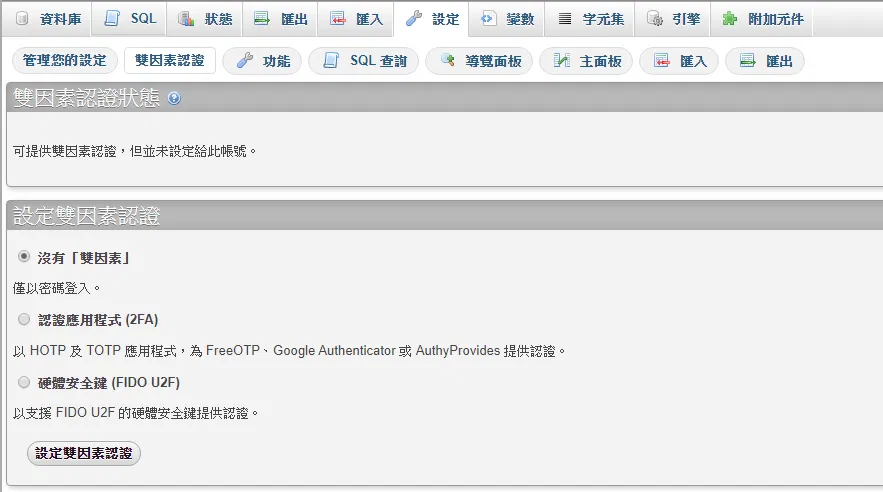 資料庫 SQL 狀態 匯出 匯入 設定 變數 字元集 引擎 附加元件
管理您的設定 雙因素認證 功能 SQL 查詢 導覽面板 主面板 匯入 匯出
雙因素認證狀態
可提供雙因素認證，但並未設定給此帳號。
設定雙因素認證
沒有「雙因素」
僅以密碼登入。
認證應用程式 (2FA)
以 HOTP 及 TOTP 應用程式，為 FreeOTP、Google Authenticator 或 AuthyProvides 提供認證。
硬體安全鍵 (FIDO U2F)
以支援 FIDO U2F 的硬體安全鍵提供認證。
設定雙因素認證